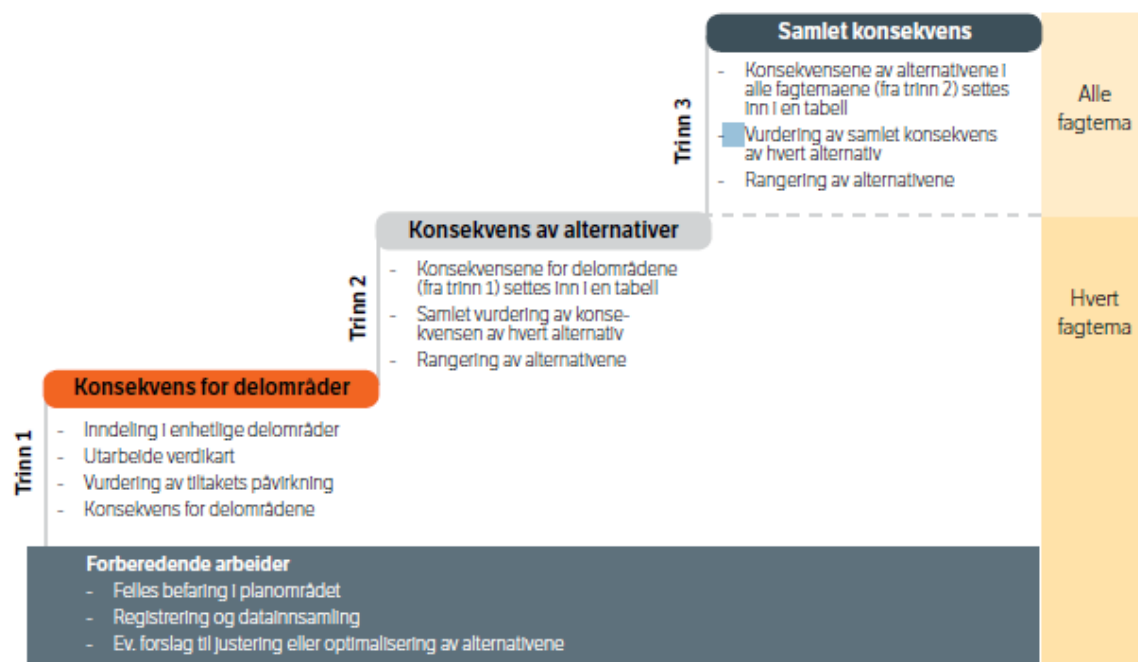 Samlet konsekvens
- Konsekvensene av alternativene i
alle fagtemaene (fra trinn 2) settes
inn i en tabell
- Vurdering av samlet konsekvens
av hvert alternativ
- Rangering av alternativene
Trinn 3
Alle
fagtema
Konsekvens av alternativer
- Konsekvensene for delområdene
(fra trinn 1) settes inn i en tabell
- Samlet vurdering av konse-
kvensen av hvert alternativ
- Rangering av alternativene
Trinn 2
Hvert
fagtema
Konsekvens for delområder
- Inndeling i enhetlige delområder
- Utarbeide verdikart
- Vurdering av tiltakets påvirkning
- Konsekvens for delområdene
Trinn 1
Forberedende arbeider
- Felles befaring i planområdet
- Registrering og datainnsamling
- Ev. forslag til justering eller optimalisering av alternativene